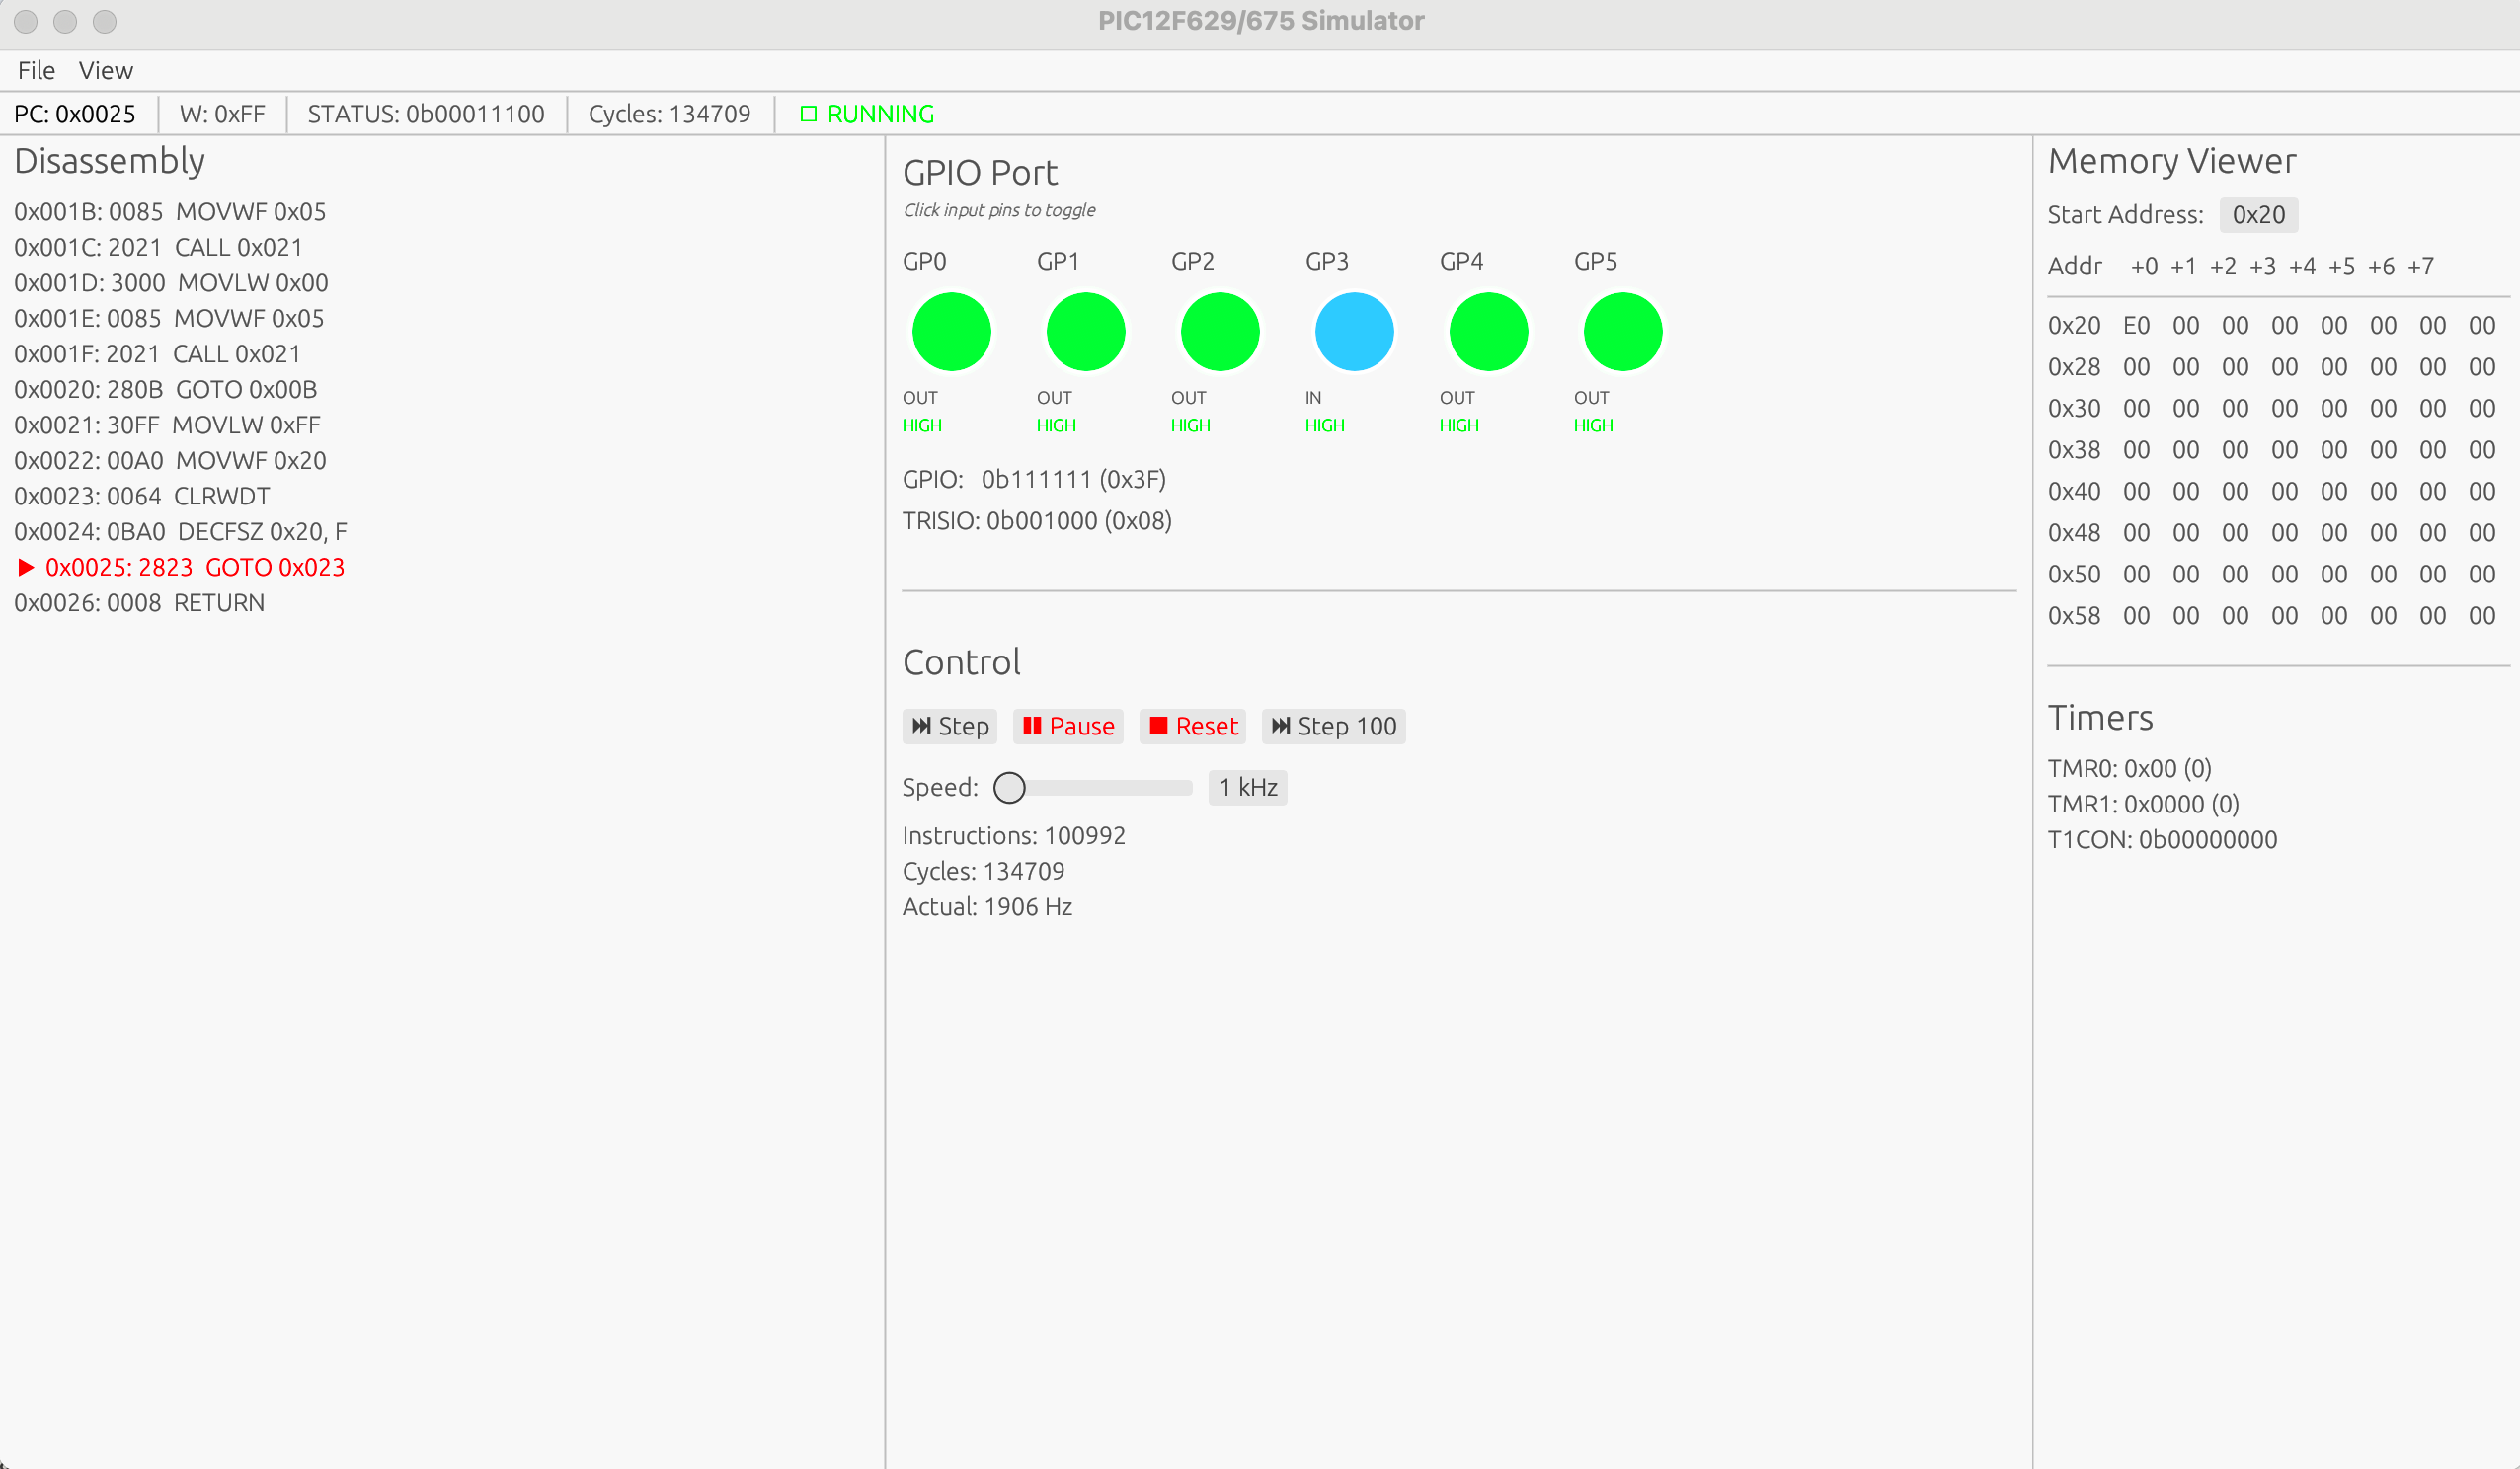 PIC12F629/675 Simulator
File View
PC: 0x0025 W: 0xFF STATUS: 0b00011100 Cycles: 134709 RUNNING
Disassembly
0x001B: 0085 MOVWF 0x05
0x001C: 2021 CALL 0x021
0x001D: 3000 MOVLW 0x00
0x001E: 0085 MOVWF 0x05
0x001F: 2021 CALL 0x021
0x0020: 280B GOTO 0x00B
0x0021: 30FF MOVLW 0xFF
0x0022: 00A0 MOVWF 0x20
0x0023: 0064 CLRWDT
0x0024: 0BA0 DECFSZ 0x20, F
▶ 0x0025: 2823 GOTO 0x023
0x0026: 0008 RETURN
GPIO Port
Click input pins to toggle
GP0 GP1 GP2 GP3 GP4 GP5
OUT OUT OUT IN OUT OUT
HIGH HIGH HIGH HIGH HIGH HIGH
GPIO: 0b111111 (0x3F)
TRISIO: 0b001000 (0x08)
Control
Step Pause Reset Step 100
Speed: 1 kHz
Instructions: 100992
Cycles: 134709
Actual: 1906 Hz
Memory Viewer
Start Address: 0x20
Addr +0 +1 +2 +3 +4 +5 +6 +7
0x20 E0 00 00 00 00 00 00 00
0x28 00 00 00 00 00 00 00 00
0x30 00 00 00 00 00 00 00 00
0x38 00 00 00 00 00 00 00 00
0x40 00 00 00 00 00 00 00 00
0x48 00 00 00 00 00 00 00 00
0x50 00 00 00 00 00 00 00 00
0x58 00 00 00 00 00 00 00 00
Timers
TMR0: 0x00 (0)
TMR1: 0x0000 (0)
T1CON: 0b00000000